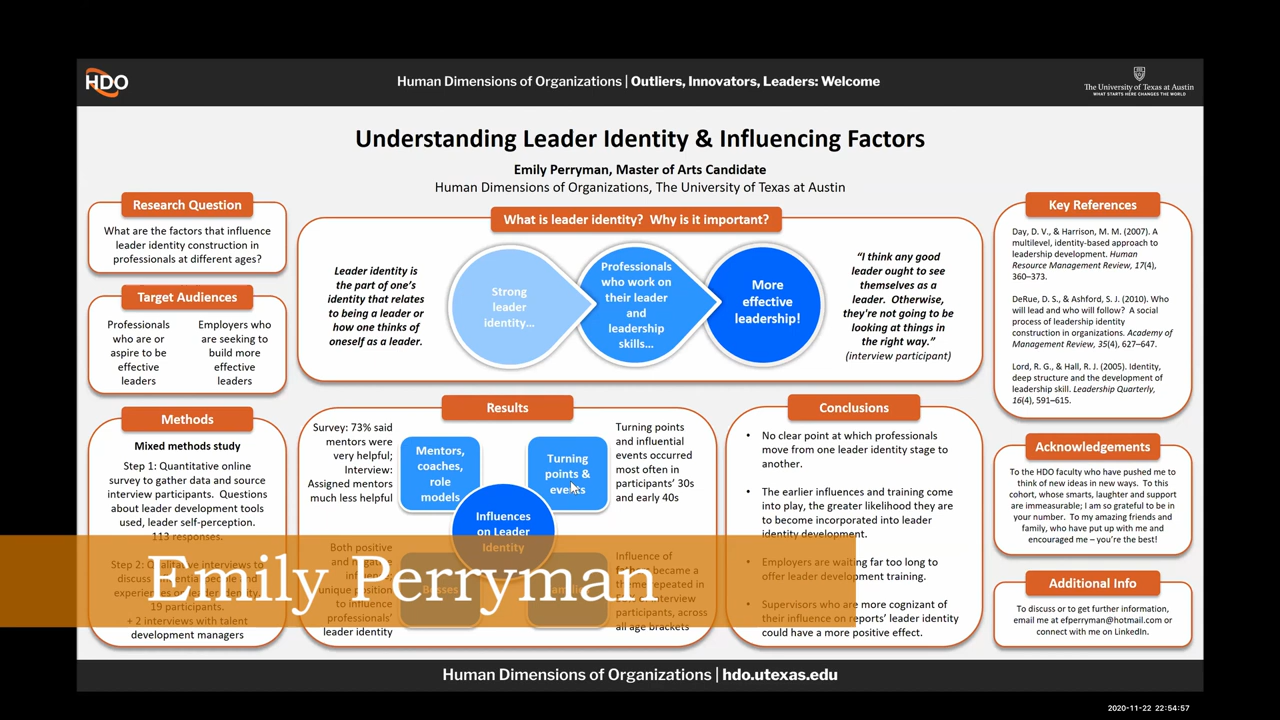 HDO
Human Dimensions of Organizations | Outliers, Innovators, Leaders: Welcome
The University of Texas at Austin
WHAT STARTS HERE CHANGES THE WORLD
Understanding Leader Identity & Influencing Factors
Emily Perryman, Master of Arts Candidate
Human Dimensions of Organizations, The University of Texas at Austin
Research Question
What are the factors that influence
leader identity construction in
professionals at different ages?
Target Audiences
Professionals
who are or
aspire to be
effective
leaders
Employers who
are seeking to
build more
effective
leaders
Methods
Mixed methods study
Step 1: Quantitative online
survey to gather data and source
interview participants. Questions
about leader development tools
used, leader self-perception.
113 responses.
Step 2: Qualitative interviews to
discuss
experiences
19 participants.
+ 2 interviews with talent
development managers
What is leader identity? Why is it important?
Leader identity is
the part of one's
identity that relates
to being a leader or
how one thinks of
oneself as a leader.
Strong
leader
identity...
Professionals
who work on
their leader
and
leadership
skills...
More
effective
leadership!
“I think any good
leader ought to see
themselves as a
leader. Otherwise,
they're not going to be
looking at things in
the right way.”
(interview participant)
Results
Survey: 73% said
mentors were
very helpful;
Interview:
Assigned mentors
much less helpful
Mentors,
coaches,
role
models
Turning
points &
events
Turning points
and influential
events occurred
most often in
participants' 30s
and early 40s
Influences
on Leader
Identity
Both positive
and negative
unique position
to influence
professionals'
leader identity
Influence of
became a
theme repeated in
interview
participants, across
all age brackets
Conclusions
• No clear point at which professionals
move from one leader identity stage to
another.
• The earlier influences and training come
into play, the greater likelihood they are
to become incorporated into leader
identity development.
• Employers are waiting far too long to
offer leader development training.
• Supervisors who are more cognizant of
their influence on reports' leader identity
could have a more positive effect.
Key References
Day, D. V., & Harrison, M. M. (2007). A
multilevel, identity-based approach to
leadership development. Human
Resource Management Review, 17(4),
360–373.
DeRue, D. S., & Ashford, S. J. (2010). Who
will lead and who will follow? A social
process of leadership identity
construction in organizations. Academy of
Management Review, 35(4), 627–647.
Lord, R. G., & Hall, R. J. (2005). Identity,
deep structure and the development of
leadership skill. Leadership Quarterly,
16(4), 591–615.
Acknowledgements
To the HDO faculty who have pushed me to
think of new ideas in new ways. To this
cohort, whose smarts, laughter and support
are immeasurable; I am so grateful to be in
your number. To my amazing friends and
family, who have put up with me and
encouraged me – you're the best!
Additional Info
To discuss or to get further information,
email me at efperryman@hotmail.com or
connect with me on LinkedIn.
Emily Perryman
Human Dimensions of Organizations | hdo.utexas.edu
2020-11-22 22:54:57